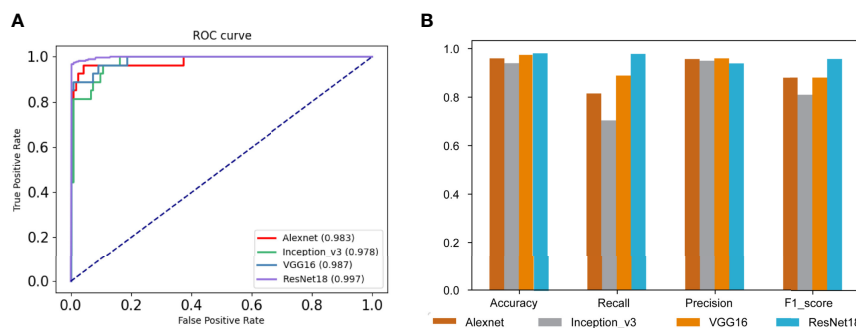 A
ROC curve
1.0
0.8
0.6
0.4
0.2
0.0
True Positive Rate
0.0 0.2 0.4 0.6 0.8 1.0
False Positive Rate
Alexnet (0.983)
Inception_v3 (0.978)
VGG16 (0.987)
ResNet18 (0.997)
B
1.0
0.8
0.6
0.4
0.2
0.0
Accuracy Recall Precision F1_score
Alexnet Inception_v3 VGG16 ResNet18